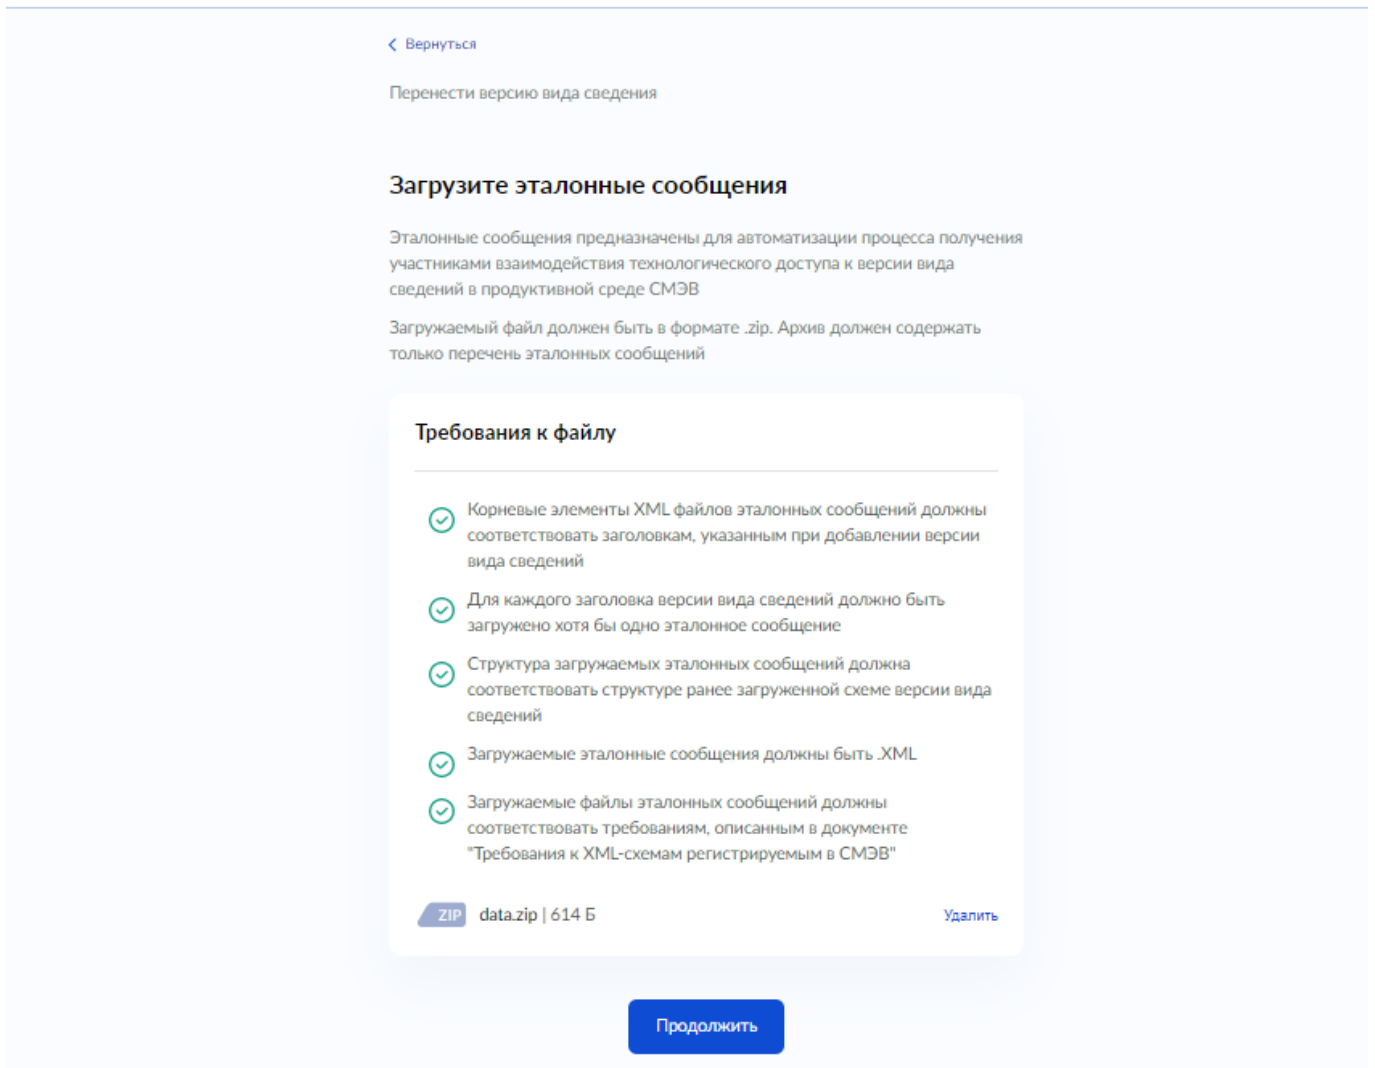 Вернуться
Перенести версию вида сведения
Загрузите эталонные сообщения
Эталонные сообщения предназначены для автоматизации процесса получения
участниками взаимодействия технологического доступа к версии вида
сведений в продуктивной среде СМЭВ
Загружаемый файл должен быть в формате .zip. Архив должен содержать
только перечень эталонных сообщений
Требования к файлу
Корневые элементы XML файлов эталонных сообщений должны
соответствовать заголовкам, указанным при добавлении версии
вида сведений
Для каждого заголовка версии вида сведений должно быть
загружено хотя бы одно эталонное сообщение
Структура загружаемых эталонных сообщений должна
соответствовать структуре ранее загруженной схеме версии вида
сведений
Загружаемые эталонные сообщения должны быть .XML
Загружаемые файлы эталонных сообщений должны
соответствовать требованиям, описанным в документе
"Требования к XML-схемам регистрируемым в СМЭВ"
ZIP data.zip | 614 Б Удалить
Продолжить